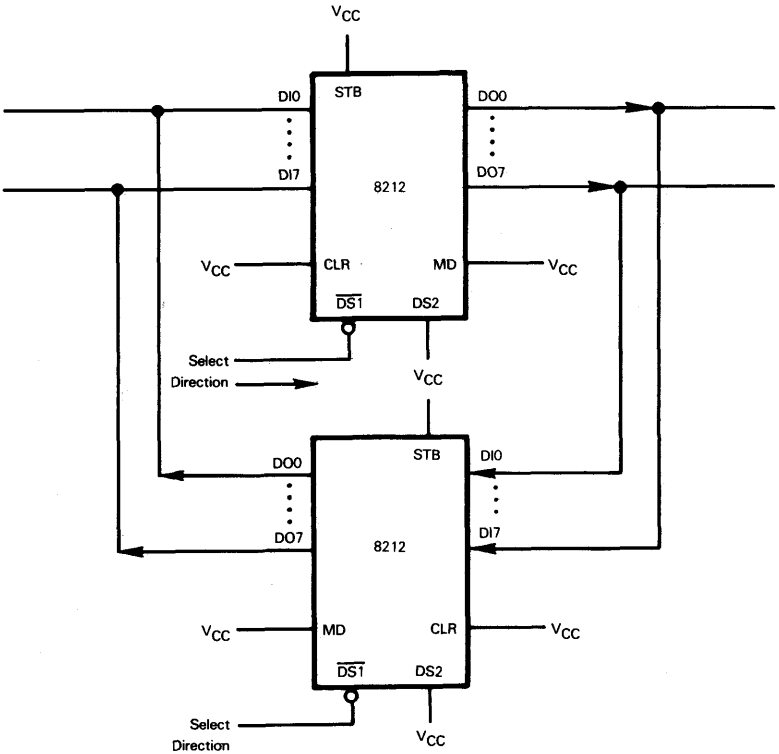 VCC
STB
DI0
DO0
DI7
DO7
8212
VCC
CLR
MD
VCC
DS1
DS2
Select
Direction
VCC
STB
DO0
DI0
DO7
DI7
8212
VCC
MD
CLR
VCC
DS1
DS2
Select
Direction
VCC